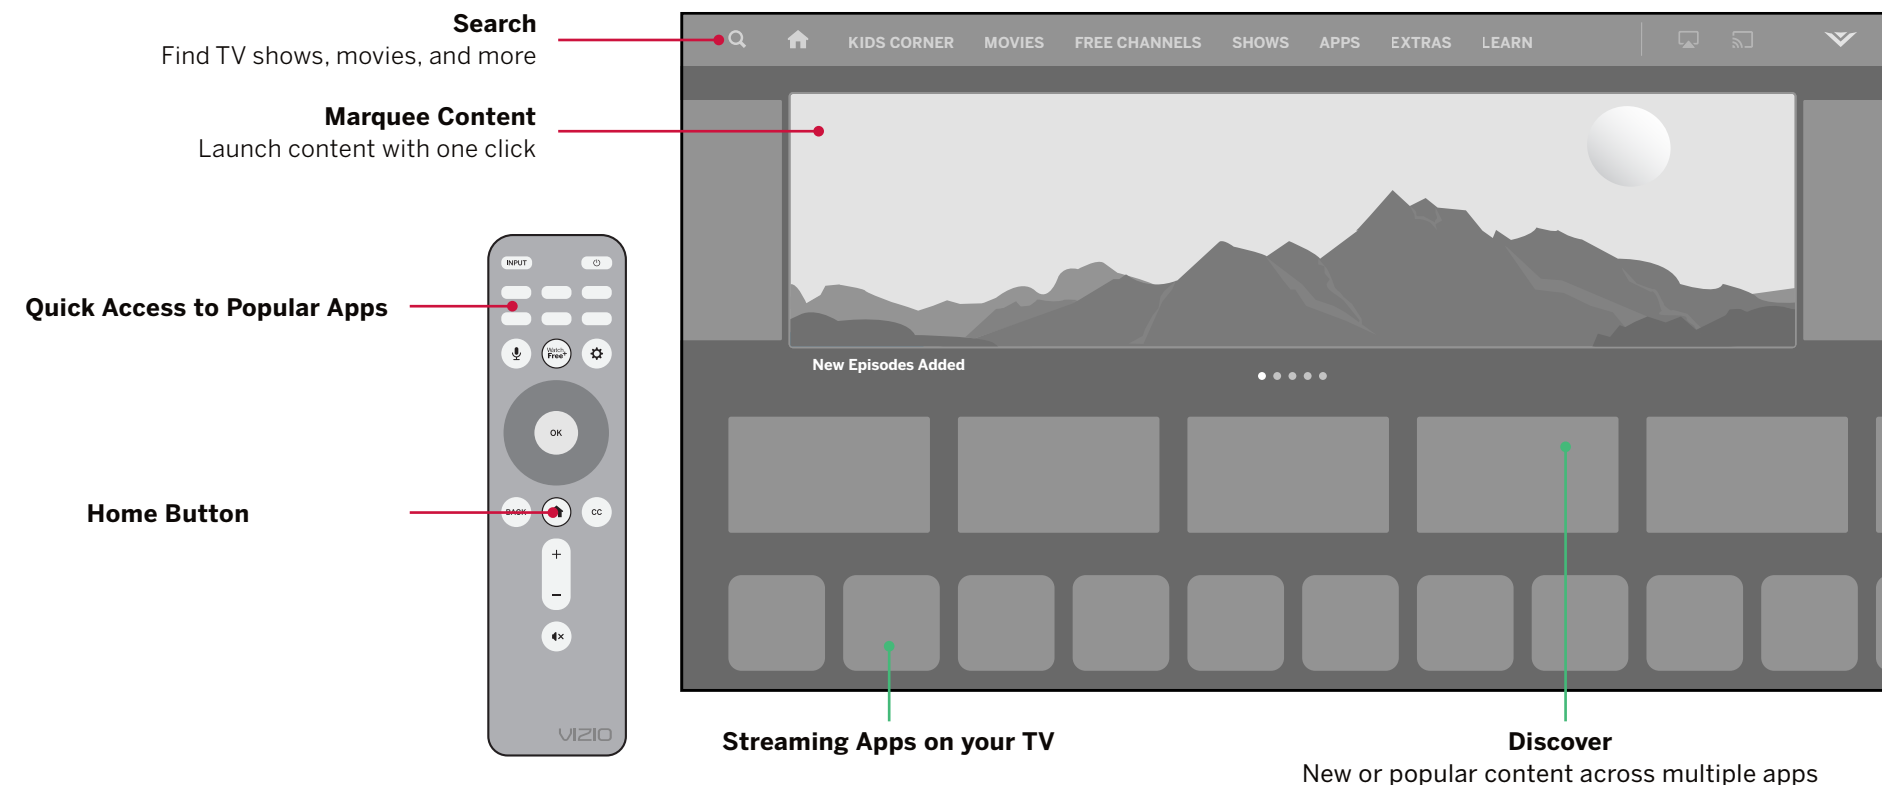 Search
Find TV shows, movies, and more
KIDS CORNER MOVIES FREE CHANNELS SHOWS APPS EXTRAS LEARN
Marquee Content
Launch content with one click
New Episodes Added
INPUT
Quick Access to Popular Apps
Watch
Free+
OK
Home Button
BACK CC
+
−
VIZIO
Streaming Apps on your TV
Discover
New or popular content across multiple apps